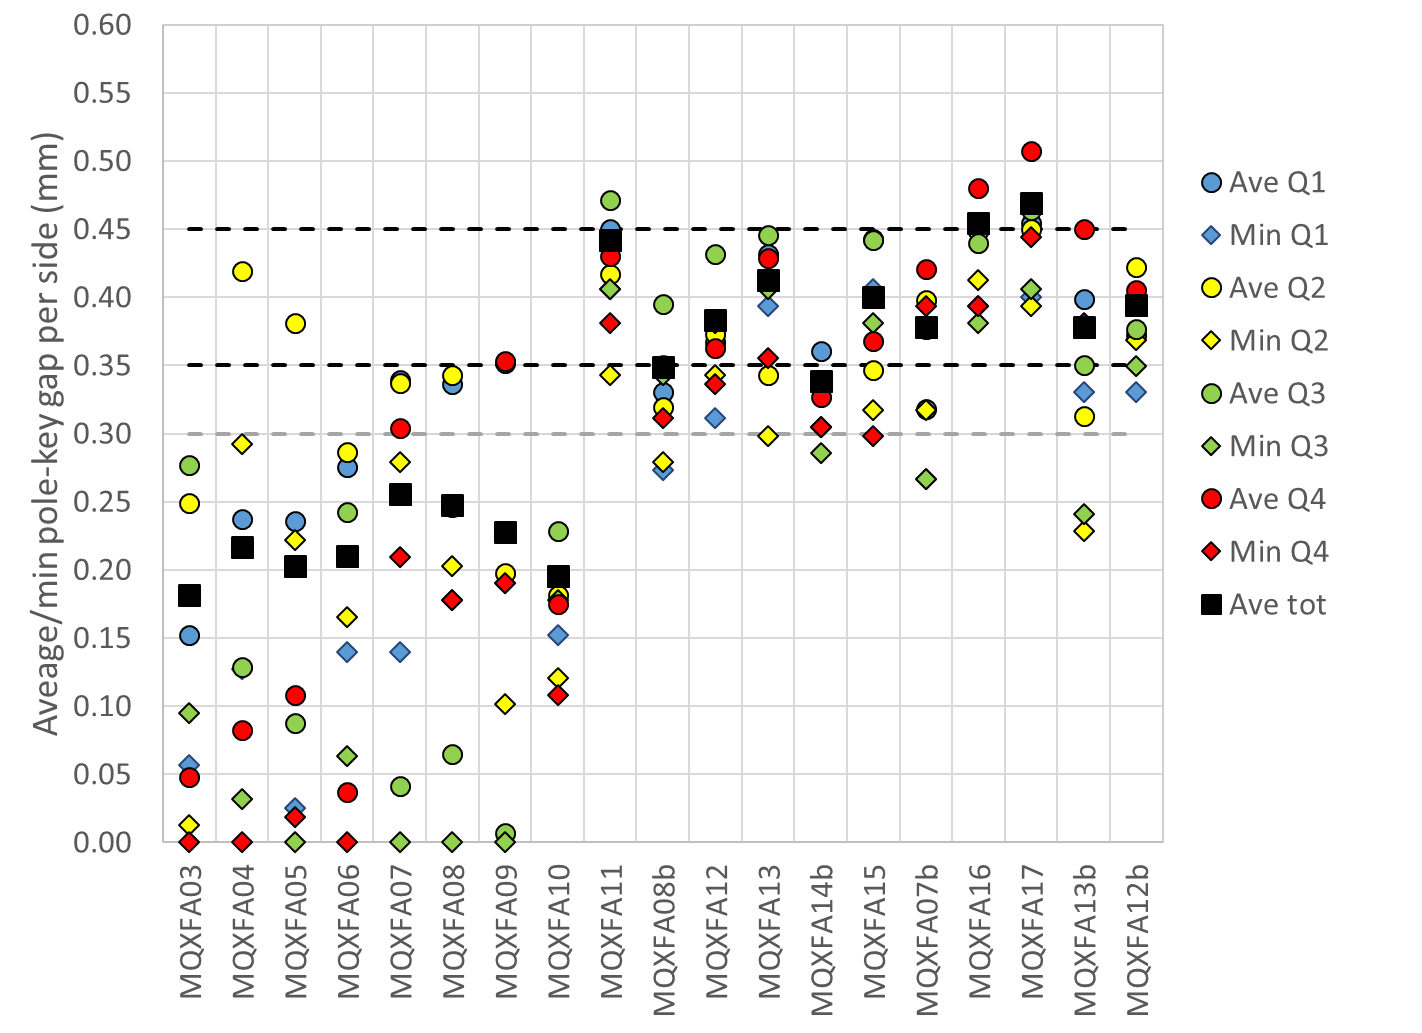 0.60
0.55
0.50
0.45
0.40
0.35
0.30
0.25
0.20
0.15
0.10
0.05
0.00
Aveage/min pole-key gap per side (mm)
MQXFA03
MQXFA04
MQXFA05
MQXFA06
MQXFA07
MQXFA08
MQXFA09
MQXFA10
MQXFA11
MQXFA08b
MQXFA12
MQXFA13
MQXFA14b
MQXFA15
MQXFA07b
MQXFA16
MQXFA17
MQXFA13b
MQXFA12b
Ave Q1
Min Q1
Ave Q2
Min Q2
Ave Q3
Min Q3
Ave Q4
Min Q4
Ave tot